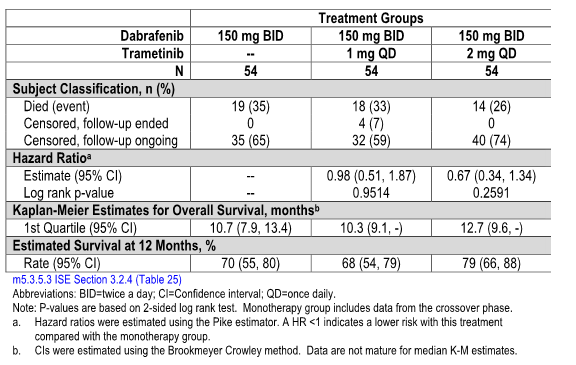 Treatment Groups
Dabrafenib 150 mg BID 150 mg BID 150 mg BID
Trametinib -- 1 mg QD 2 mg QD
N 54 54 54
Subject Classification, n (%)
Died (event) 19 (35) 18 (33) 14 (26)
Censored, follow-up ended 0 4 (7) 0
Censored, follow-up ongoing 35 (65) 32 (59) 40 (74)
Hazard Ratioa
Estimate (95% CI) -- 0.98 (0.51, 1.87) 0.67 (0.34, 1.34)
Log rank p-value -- 0.9514 0.2591
Kaplan-Meier Estimates for Overall Survival, monthsb
1st Quartile (95% CI) 10.7 (7.9, 13.4) 10.3 (9.1, -) 12.7 (9.6, -)
Estimated Survival at 12 Months, %
Rate (95% CI) 70 (55, 80) 68 (54, 79) 79 (66, 88)
m5.3.5.3 ISE Section 3.2.4 (Table 25)
Abbreviations: BID=twice a day; CI=Confidence interval; QD=once daily.
Note: P-values are based on 2-sided log rank test. Monotherapy group includes data from the crossover phase.
a. Hazard ratios were estimated using the Pike estimator. A HR <1 indicates a lower risk with this treatment
compared with the monotherapy group.
b. CIs were estimated using the Brookmeyer Crowley method. Data are not mature for median K-M estimates.